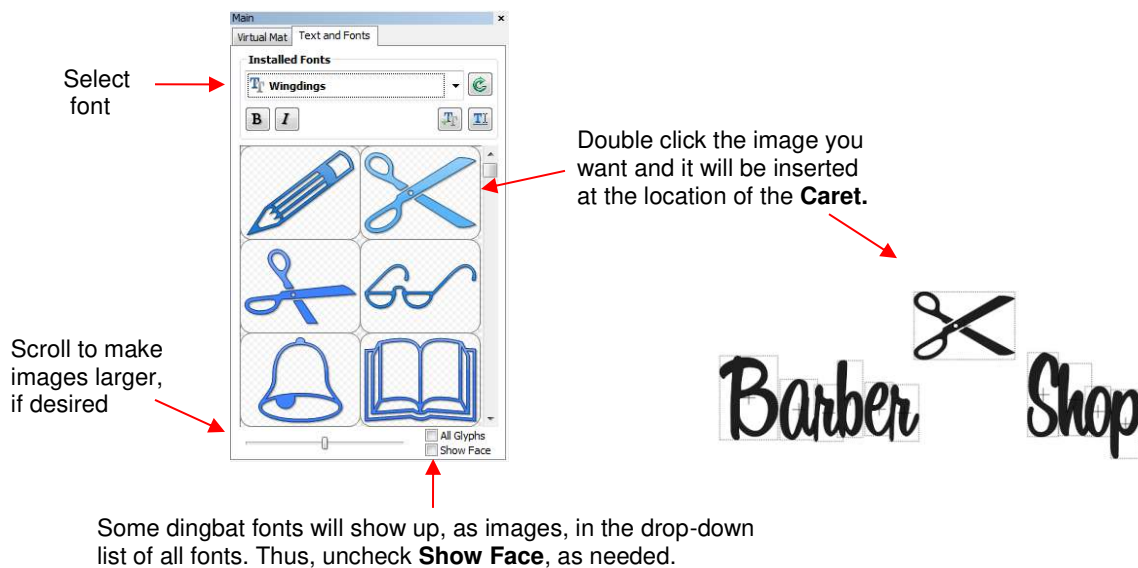 Main
Virtual Mat Text and Fonts
Installed Fonts
Wingdings
B I
Select
font
Double click the image you
want and it will be inserted
at the location of the Caret.
Scroll to make
images larger,
if desired
Barber Shop
All Glyphs
Show Face
Some dingbat fonts will show up, as images, in the drop-down
list of all fonts. Thus, uncheck Show Face, as needed.